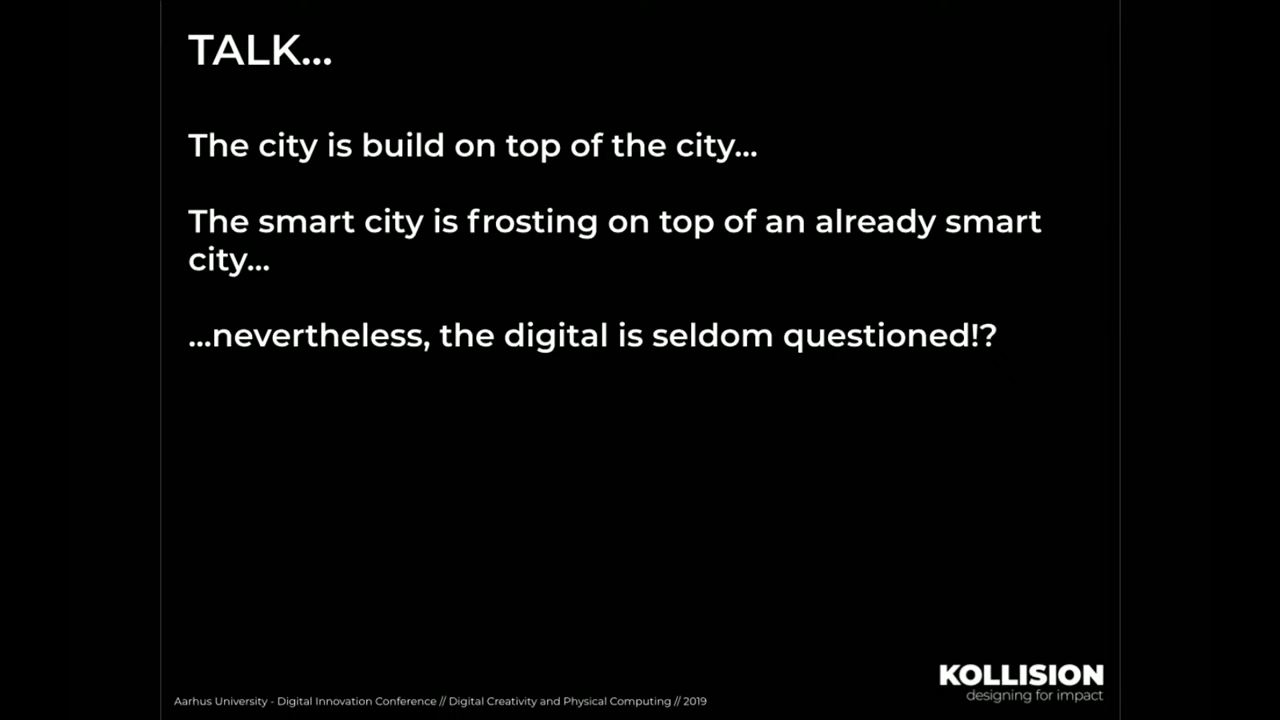 TALK...
The city is build on top of the city...
The smart city is frosting on top of an already smart
city...
...nevertheless, the digital is seldom questioned!?
KOLLISION
designing for impact
Aarhus University - Digital Innovation Conference // Digital Creativity and Physical Computing // 2019